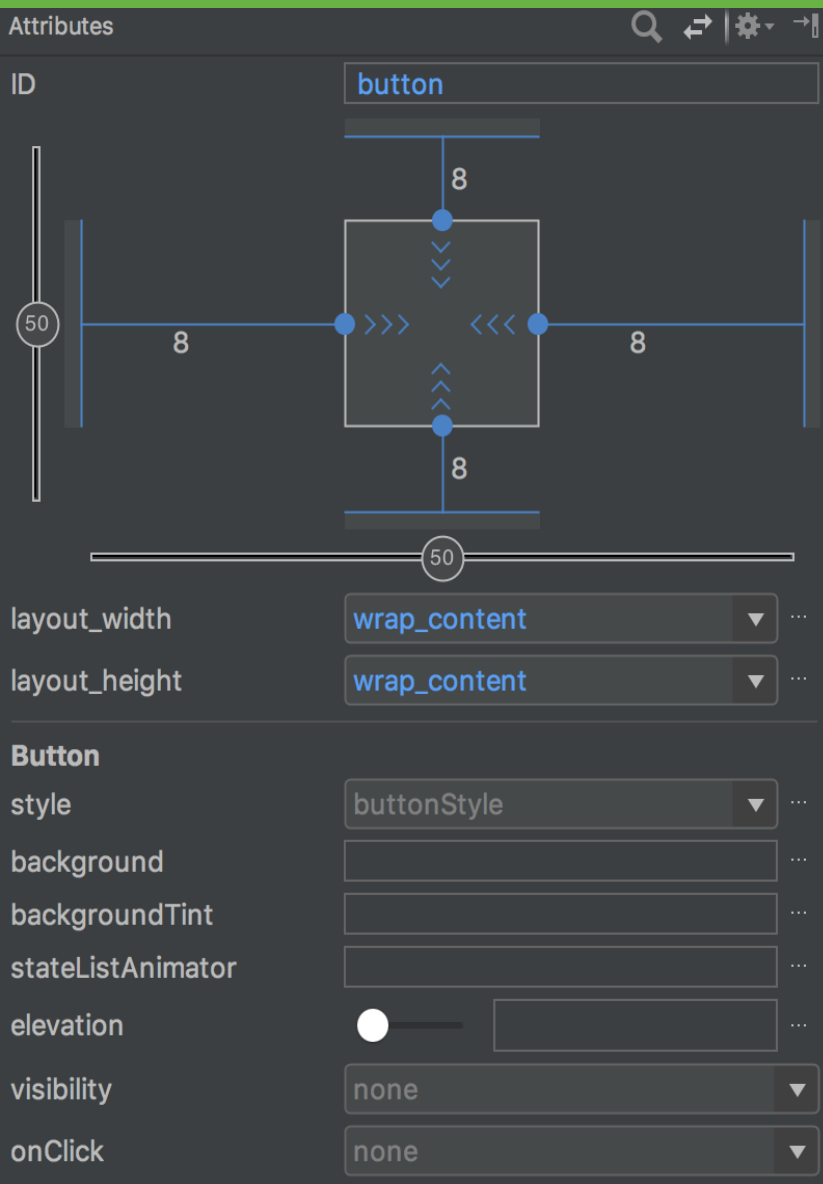 Attributes
ID button
8
50
8 8
8
50
layout_width wrap_content ...
layout_height wrap_content ...
Button
style buttonStyle ...
background ...
backgroundTint ...
stateListAnimator ...
elevation ...
visibility none
onClick none